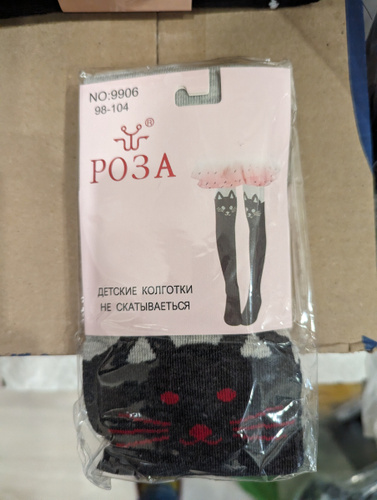 NO:9906
98-104
®
РОЗА
ДЕТСКИЕ КОЛГОТКИ
НЕ СКАТЫВАЕТЬСЯ